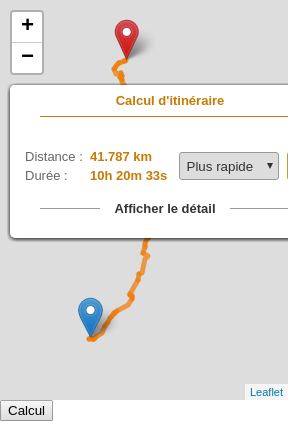 +
−
Calcul d'itinéraire
Distance : 41.787 km
Durée : 10h 20m 33s
Plus rapide
Afficher le détail
Leaflet
Calcul